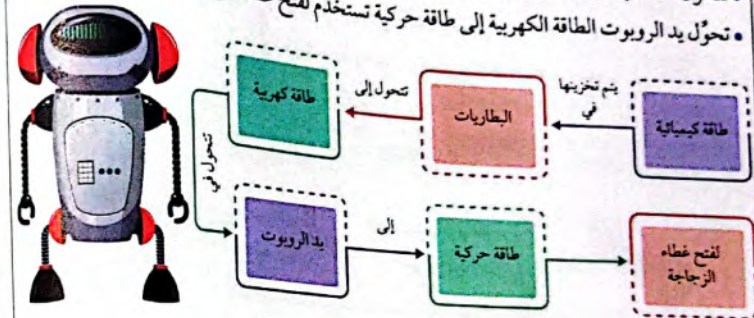 • تحوِّل يد الروبوت الطاقة الكهربية إلى طاقة حركية تستخدم لفتح
طاقة كيميائية
يتم تخزينها
في
البطاريات
تتحول إلى
طاقة كهربية
تتحول في
يد الروبوت
إلى
طاقة حركية
لفتح غطاء
الزجاجة